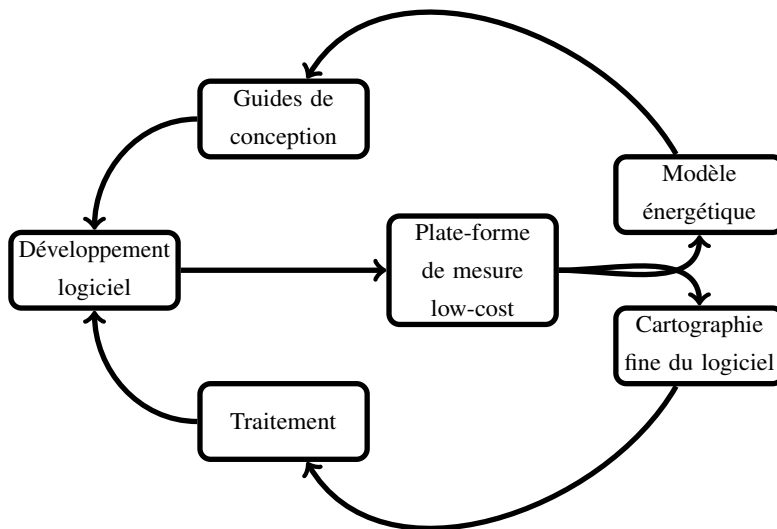 Guides de
conception
Modèle
énergétique
Plate-forme
de mesure
low-cost
Développement
logiciel
Cartographie
fine du logiciel
Traitement